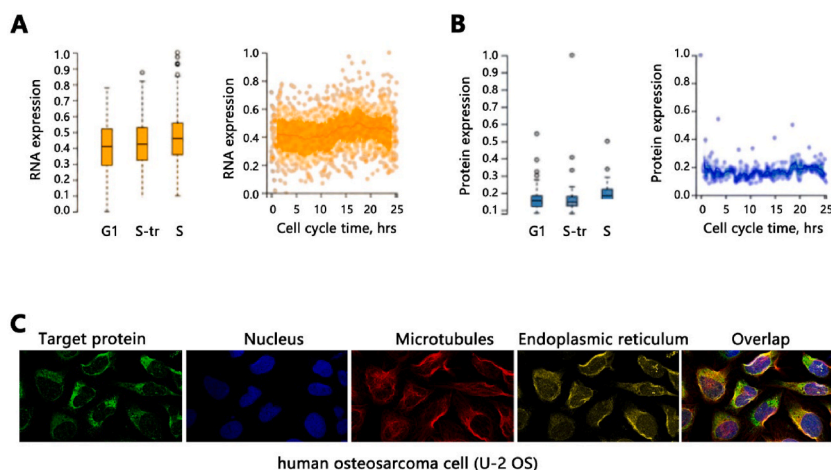 A
B
RNA expression
1.0
0.9
0.8
0.7
0.6
0.5
0.4
0.3
0.2
0.1
0.0
G1 S-tr S
RNA expression
1.0
0.8
0.6
0.4
0.2
0.0
0 5 10 15 20 25
Cell cycle time, hrs
Protein expression
1.0
0.9
0.8
0.7
0.6
0.5
0.4
0.3
0.2
0.1
G1 S-tr S
Protein expression
1.0
0.8
0.6
0.4
0.2
0.0
0 5 10 15 20 25
Cell cycle time, hrs
C
Target protein Nucleus Microtubules Endoplasmic reticulum Overlap
human osteosarcoma cell (U-2 OS)